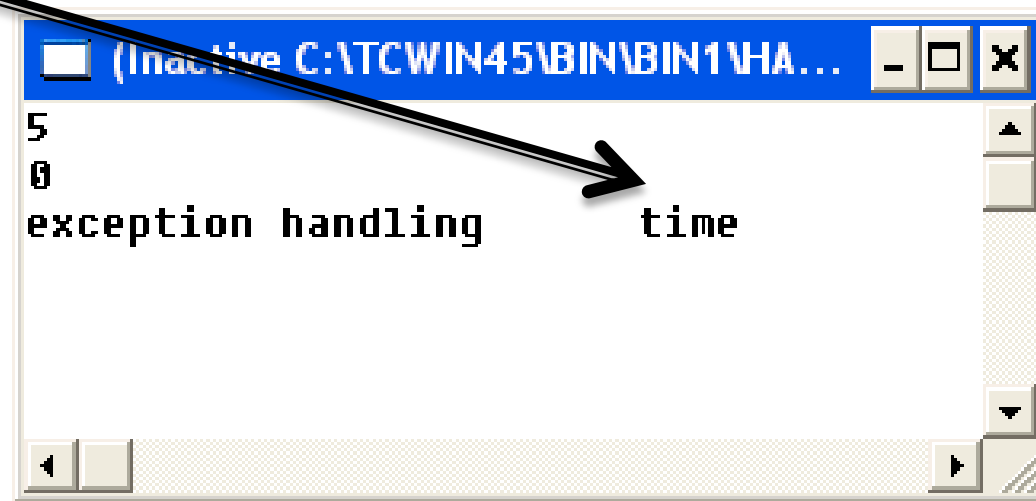 (Inactive C:\TCWIN45\BIN\BIN1\HA...
5
0
exception handling time